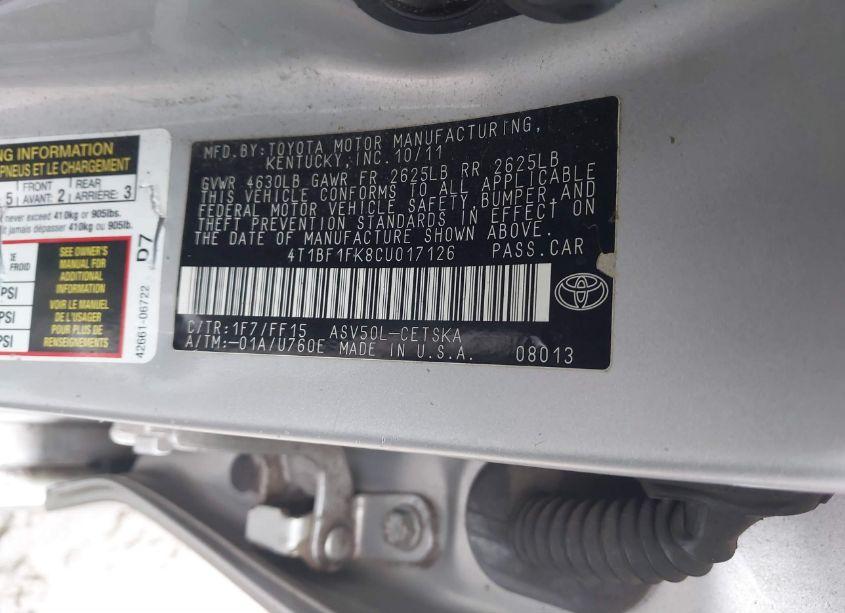 NG INFORMATION
PNEUS ET LE CHARGEMENT
5 FRONT AVANT: 2 REAR ARRIÈRE: 3
never exceed 410kg or 905lbs.
it jamais dépasser 410kg ou 905lb.
E
FROID
SEE OWNER'S
MANUAL
FOR ADDITIONAL
INFORMATION
VOIR LE MANUEL
DE L'USAGER
POUR PLUS DE
RENSEIGNEMENTS
PSI
PSI
PSI
42661-06722 D7
MFD.BY:TOYOTA MOTOR MANUFACTURING,
KENTUCKY, INC. 10/11
GVWR 4630LB GAWR FR 2625LB RR 2625LB
THIS VEHICLE CONFORMS TO ALL APPLICABLE
FEDERAL MOTOR VEHICLE SAFETY, BUMPER, AND
THEFT PREVENTION STANDARDS IN EFFECT ON
THE DATE OF MANUFACTURE SHOWN ABOVE.
4T1BF1FK8CU017126 PASS.CAR
C/TR:1F7/FF15 ASV50L-CETSKA
A/TM:-01A/U760E MADE IN U.S.A. 08013